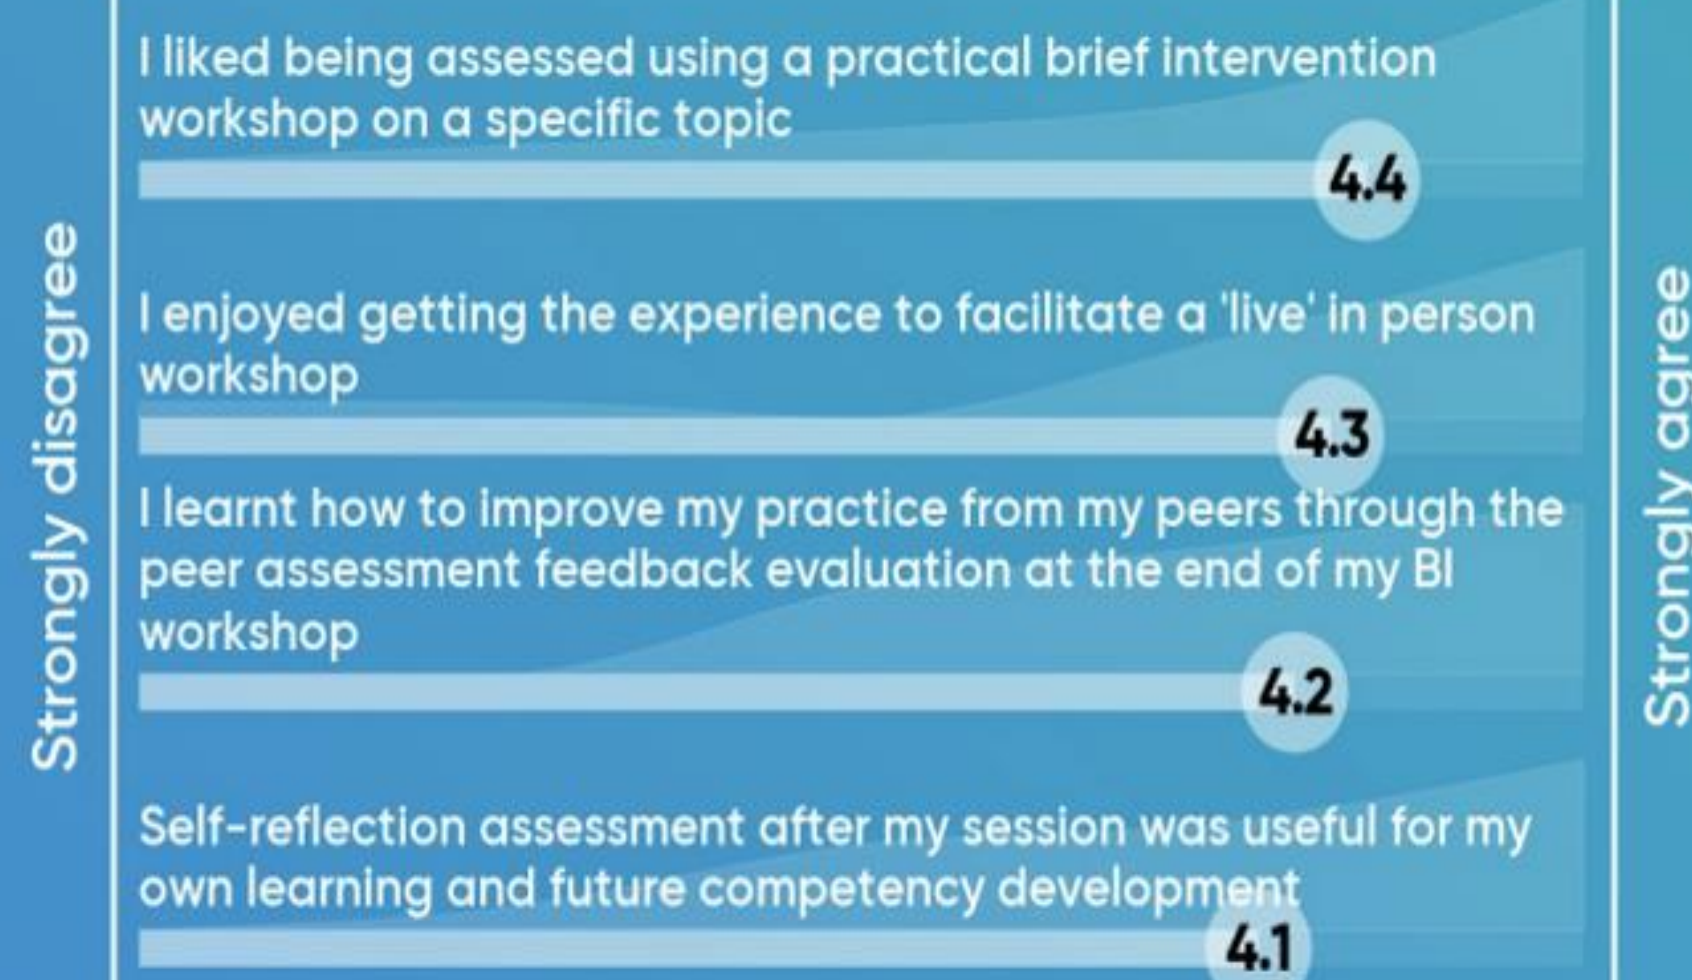 Strongly disagree
I liked being assessed using a practical brief intervention
workshop on a specific topic
4.4
I enjoyed getting the experience to facilitate a 'live' in person
workshop
4.3
I learnt how to improve my practice from my peers through the
peer assessment feedback evaluation at the end of my BI
workshop
4.2
Self-reflection assessment after my session was useful for my
own learning and future competency development
4.1
Strongly agree